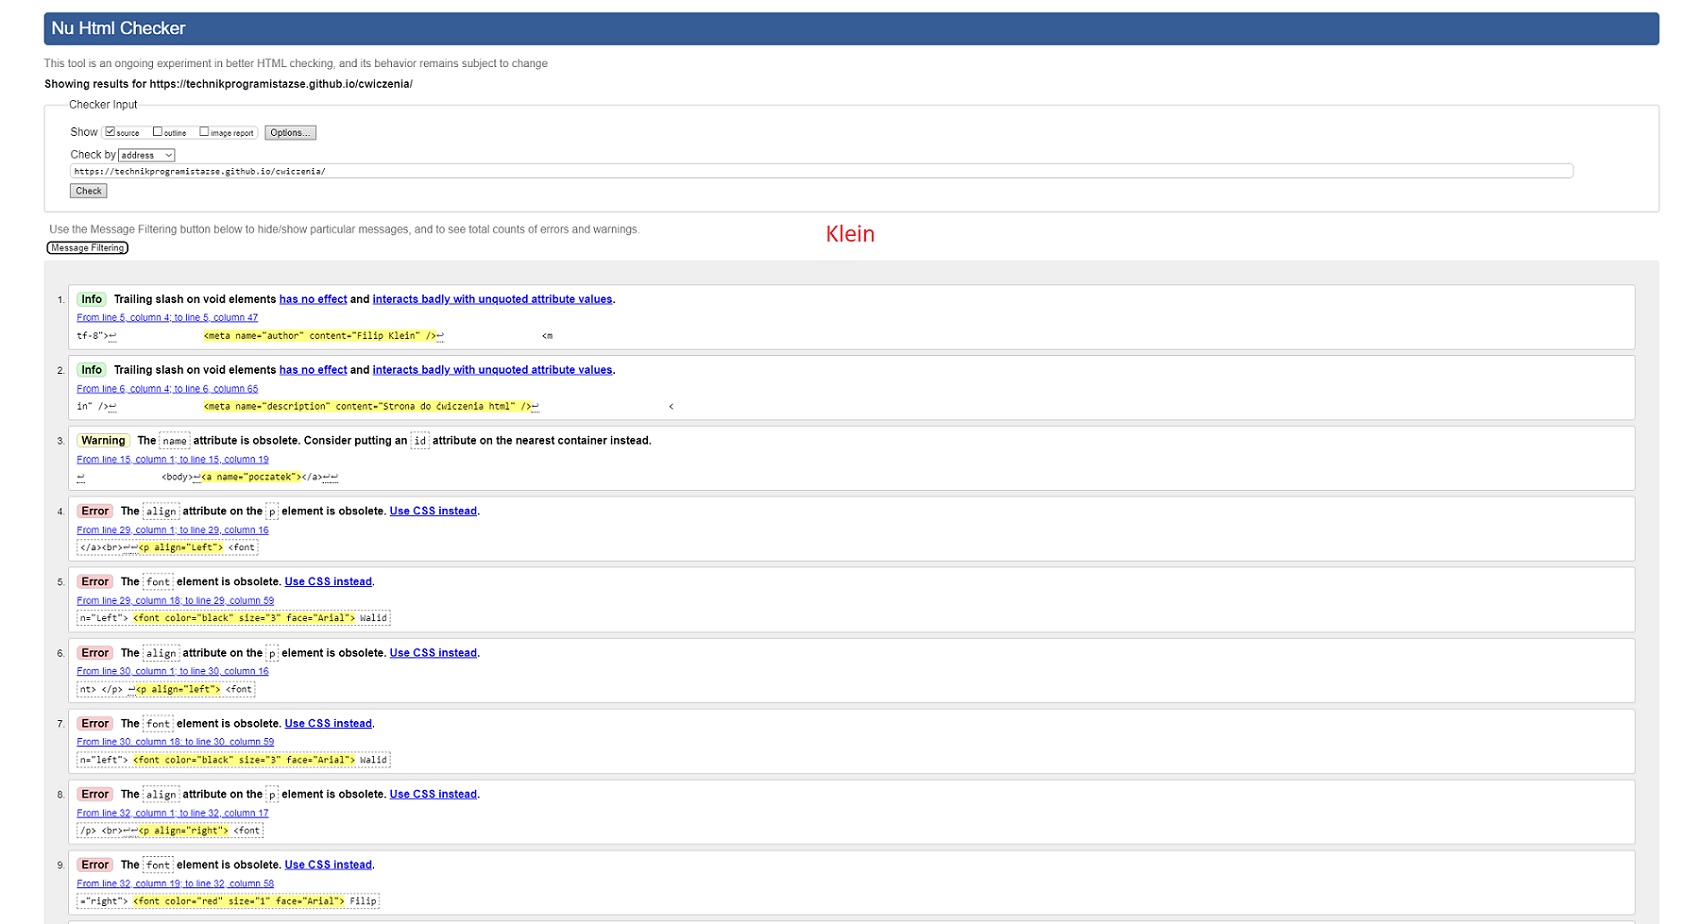 Nu Html Checker
This tool is an ongoing experiment in better HTML checking, and its behavior remains subject to change
Showing results for https://technikprogramistazse.github.io/cwiczenia/
Checker Input
Show source outline image report Options...
Check by address
https://technikprogramistazse.github.io/cwiczenia/
Check
Use the Message Filtering button below to hide/show particular messages, and to see total counts of errors and warnings.
Klein
Message Filtering
1. Info Trailing slash on void elements has no effect and interacts badly with unquoted attribute values.
From line 5, column 4; to line 5, column 47
tf-8">↩ <meta name="author" content="Filip Klein" />↩ <m
2. Info Trailing slash on void elements has no effect and interacts badly with unquoted attribute values.
From line 6, column 4; to line 6, column 65
in" />↩ <meta name="description" content="Strona do ćwiczenia html" />↩ <
3. Warning The name attribute is obsolete. Consider putting an id attribute on the nearest container instead.
From line 15, column 1; to line 15, column 19
↩ <body>↩<a name="poczatek"></a>↩↩
4. Error The align attribute on the p element is obsolete. Use CSS instead.
From line 29, column 1; to line 29, column 16
</a><br>↩↩<p align="Left"> <font
5. Error The font element is obsolete. Use CSS instead.
From line 29, column 18; to line 29, column 59
n="Left"> <font color="black" size="3" face="Arial"> Walid
6. Error The align attribute on the p element is obsolete. Use CSS instead.
From line 30, column 1; to line 30, column 16
nt> </p> ↩<p align="left"> <font
7. Error The font element is obsolete. Use CSS instead.
From line 30, column 18; to line 30, column 59
n="left"> <font color="black" size="3" face="Arial"> Walid
8. Error The align attribute on the p element is obsolete. Use CSS instead.
From line 32, column 1; to line 32, column 17
/p> <br>↩↩<p align="right"> <font
9. Error The font element is obsolete. Use CSS instead.
From line 32, column 19; to line 32, column 58
="right"> <font color="red" size="1" face="Arial"> Filip